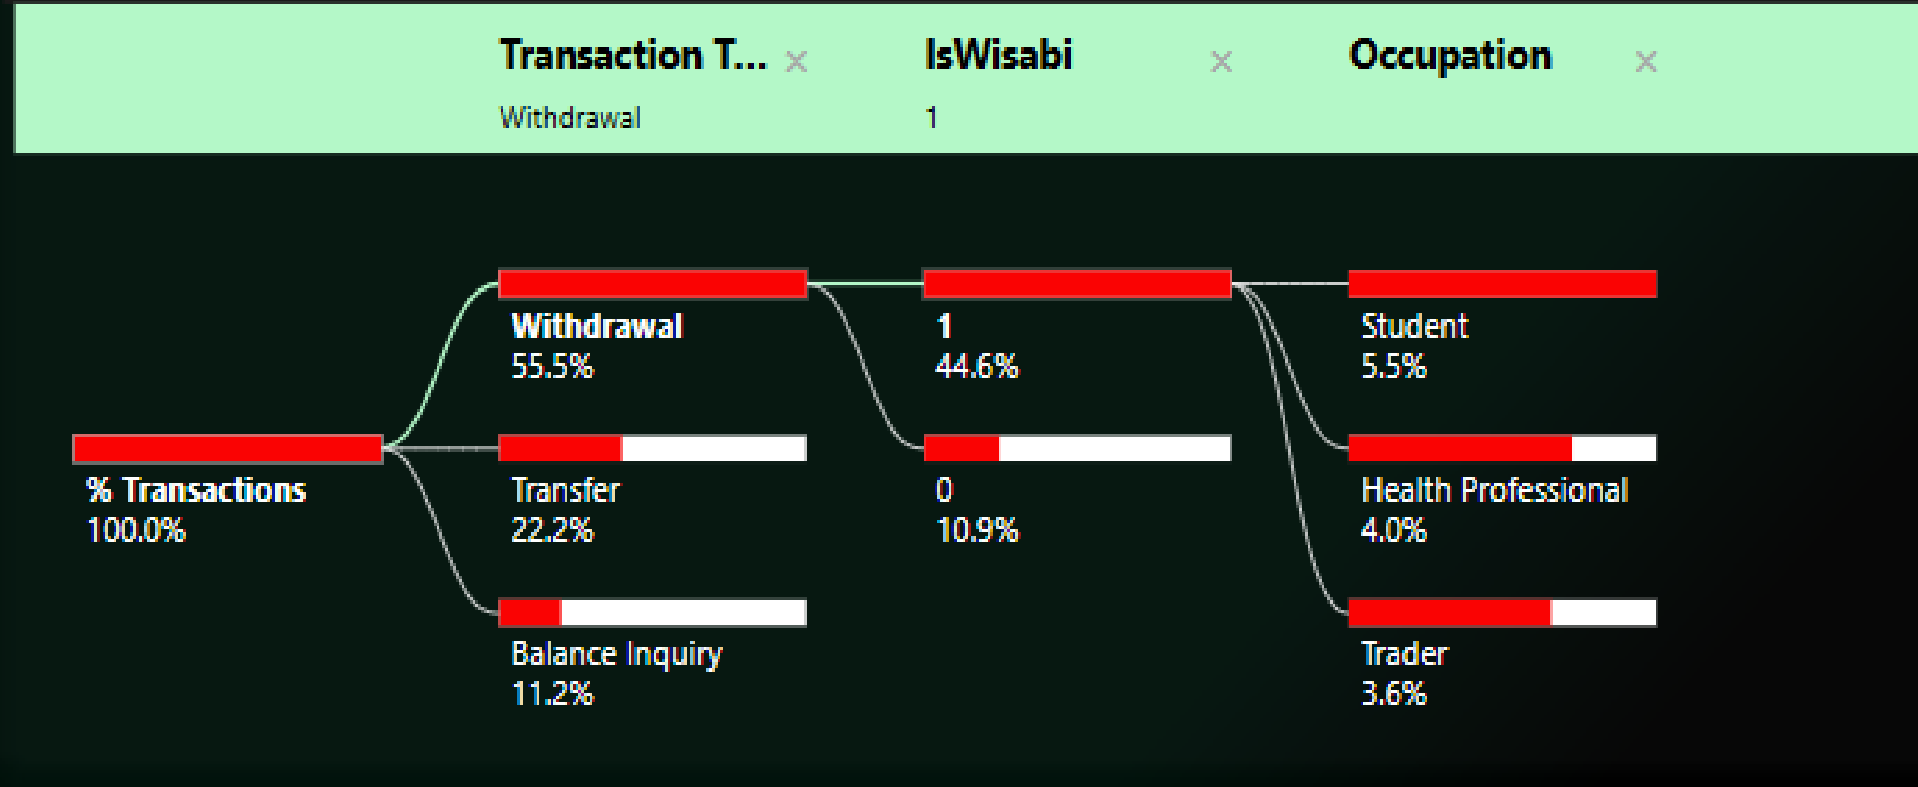 Transaction T... ×
IsWisabi ×
Occupation ×
Withdrawal
1
Withdrawal
55.5%
1
44.6%
Student
5.5%
% Transactions
100.0%
Transfer
22.2%
0
10.9%
Health Professional
4.0%
Balance Inquiry
11.2%
Trader
3.6%